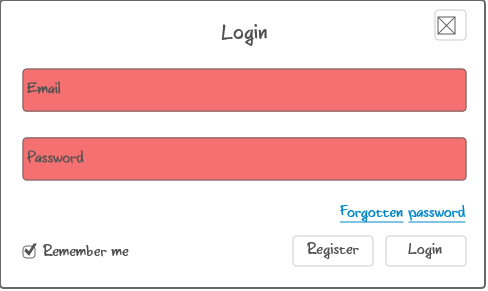 Login
Email
Password
Forgotten password
Remember me
Register
Login